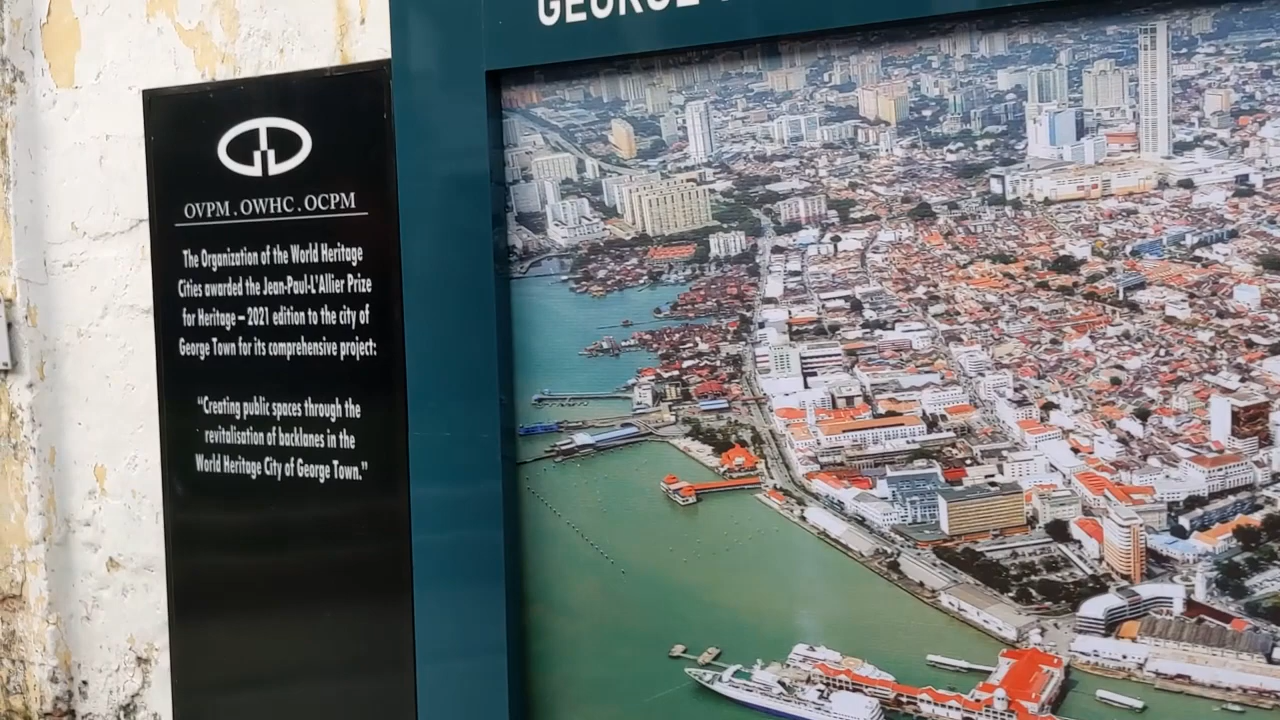 GEORGE
OVPM.OWHC.OCPM
The Organization of the World Heritage
Cities awarded the Jean-Paul-L'Allier Prize
for Heritage – 2021 edition to the city of
George Town for its comprehensive project:
“Creating public spaces through the
revitalisation of backlanes in the
World Heritage City of George Town.”